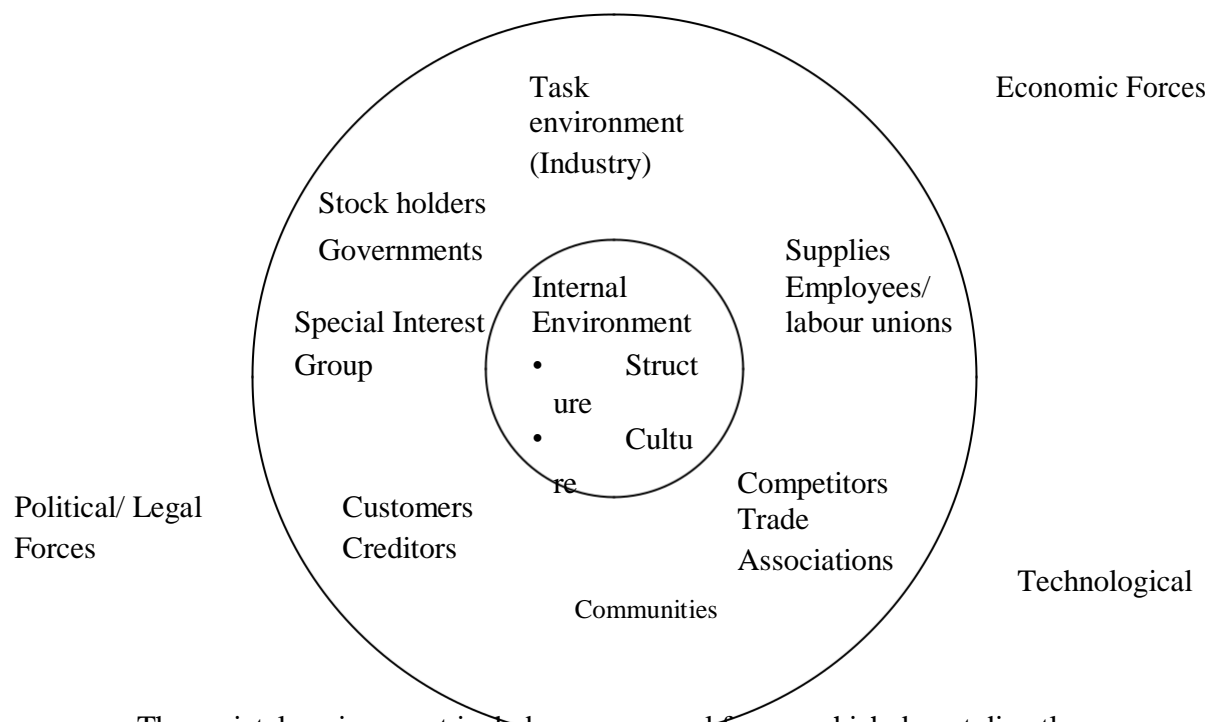 Task
environment
(Industry)
Economic Forces
Stock holders
Governments
Special Interest
Group
Internal
Environment
• Struct
ure
• Cultu
re
Supplies
Employees/
labour unions
Political/ Legal
Forces
Customers
Creditors
Competitors
Trade
Associations
Communities
Technological